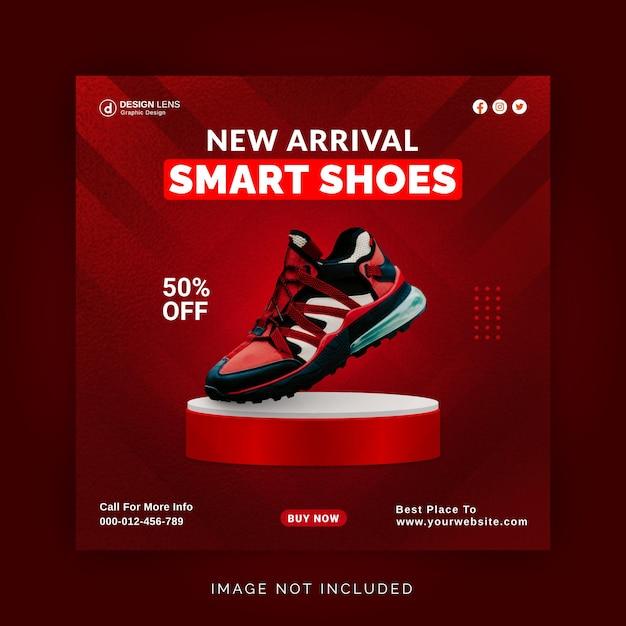 DESIGN LENS
Graphic Design
NEW ARRIVAL
SMART SHOES
50%
OFF
Call For More Info
000-012-456-789
BUY NOW
Best Place To
www.yourwebsite.com
IMAGE NOT INCLUDED